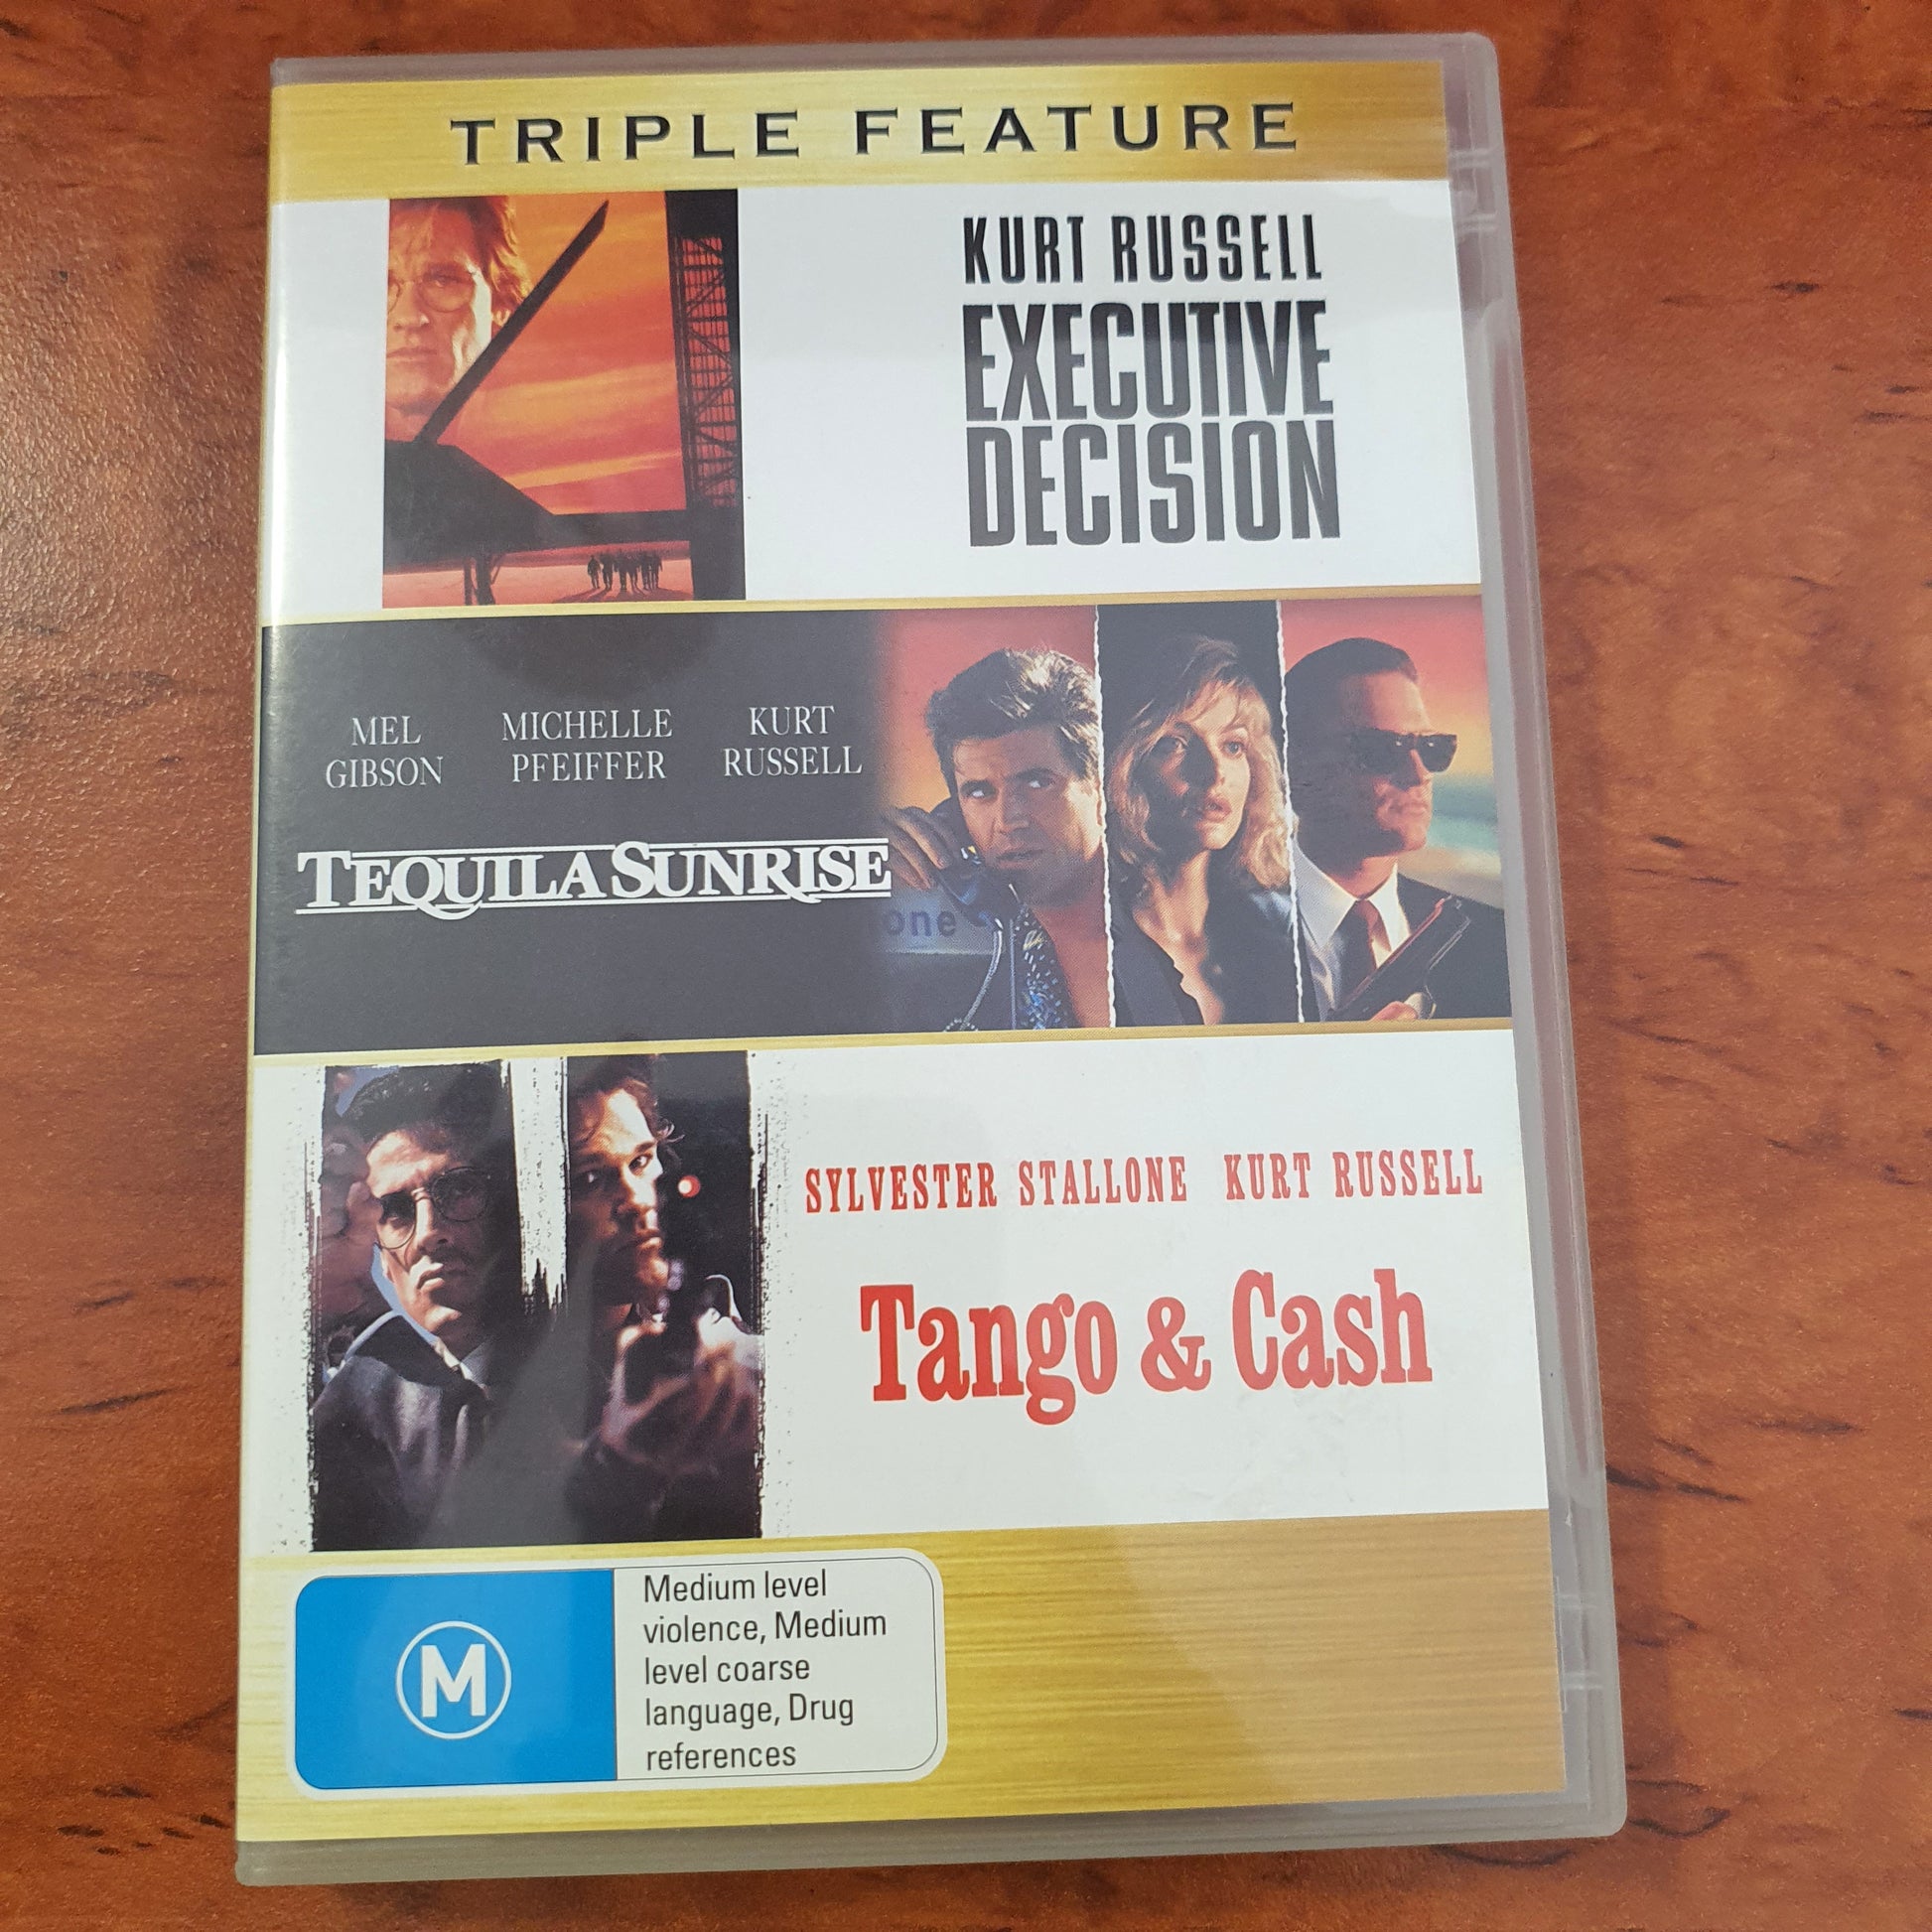 TRIPLE FEATURE
KURT RUSSELL
EXECUTIVE
DECISION
MEL GIBSON
MICHELLE PFEIFFER
KURT RUSSELL
TEQUILA SUNRISE
one
SYLVESTER STALLONE KURT RUSSELL
Tango & Cash
M
Medium level
violence, Medium
level coarse
language, Drug
references